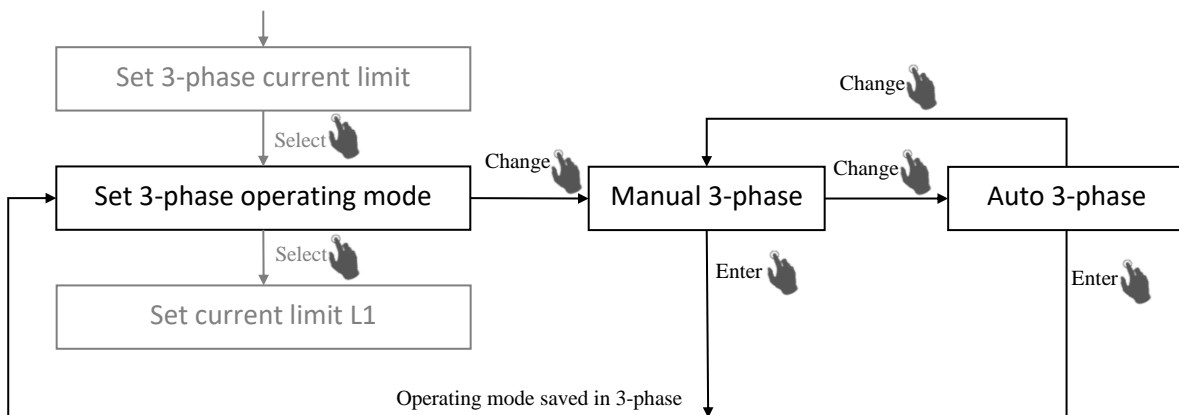 Set 3-phase current limit
Change
Select
Change
Change
Set 3-phase operating mode
Manual 3-phase
Auto 3-phase
Select
Enter
Enter
Set current limit L1
Operating mode saved in 3-phase